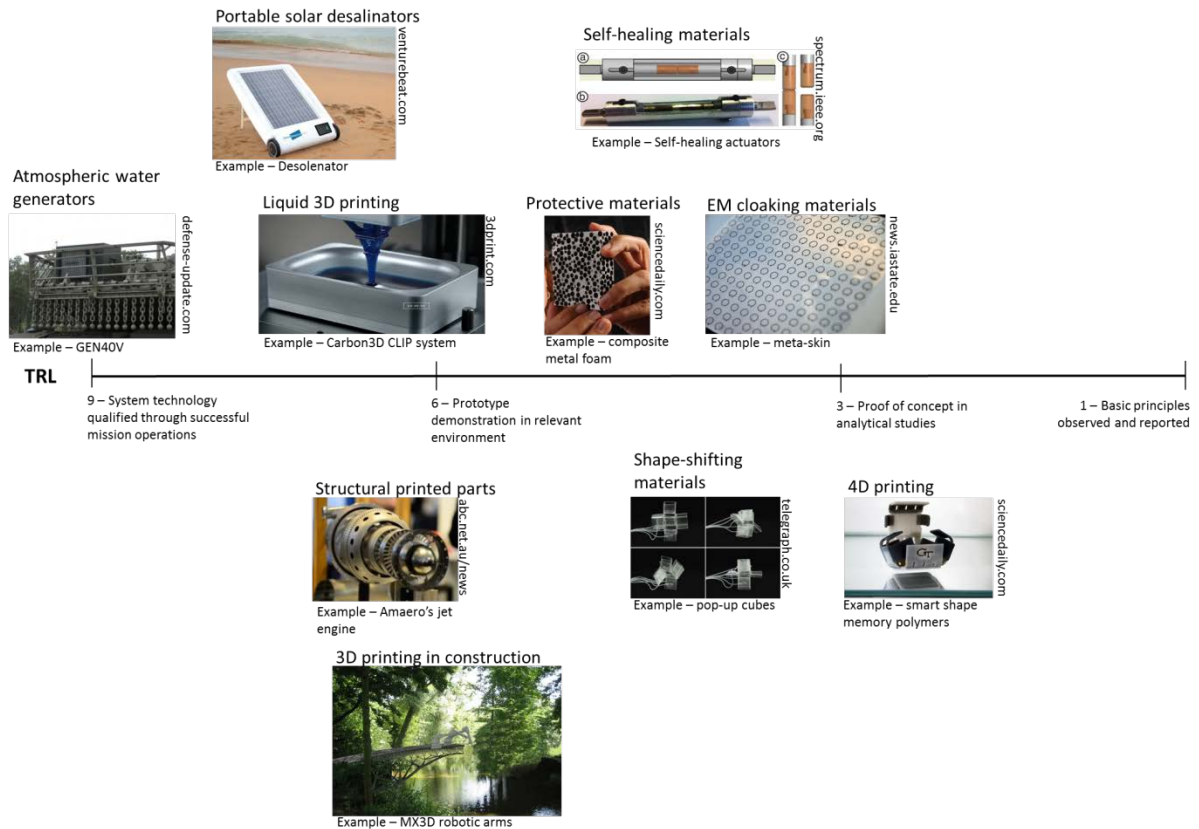 Portable solar desalinators
venturebeat.com
Example – Desolenator
Self-healing materials
a
b
c
spectrum.ieee.org
Example – Self-healing actuators
Atmospheric water
generators
defense-update.com
Example – GEN40V
Liquid 3D printing
3dprint.com
Example – Carbon3D CLIP system
Protective materials
sciencedaily.com
Example – composite
metal foam
EM cloaking materials
news.iastate.edu
Example – meta-skin
TRL
9 – System technology
qualified through successful
mission operations
6 – Prototype
demonstration in relevant
environment
3 – Proof of concept in
analytical studies
1 – Basic principles
observed and reported
Structural printed parts
abc.net.au/news
Example – Amaero's jet
engine
Shape-shifting
materials
telegraph.co.uk
Example – pop-up cubes
4D printing
GT
sciencedaily.com
Example – smart shape
memory polymers
3D printing in construction
Example – MX3D robotic arms